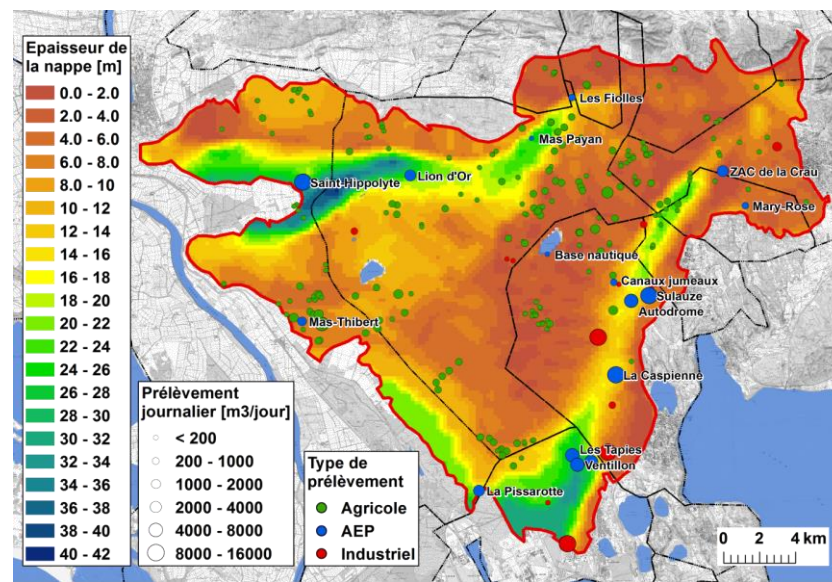 Epaisseur de
la nappe [m]
0.0 - 2.0
2.0 - 4.0
4.0 - 6.0
6.0 - 8.0
8.0 - 10
10 - 12
12 - 14
14 - 16
16 - 18
18 - 20
20 - 22
22 - 24
24 - 26
26 - 28
28 - 30
30 - 32
32 - 34
34 - 36
36 - 38
38 - 40
40 - 42
Prélèvement
journalier [m3/jour]
< 200
200 - 1000
1000 - 2000
2000 - 4000
4000 - 8000
8000 - 16000
Type de
prélèvement
Agricole
AEP
Industriel
Les Fiolles
Mas Payan
Saint-Hippolyte
Lion d'Or
ZAC de la Crau
Mary-Rose
Base nautique
Canaux jumeaux
Sulauze
Autodrome
Mas-Thibert
La Caspienne
Les Tapies
Ventillon
La Pissarotte
0 2 4 km